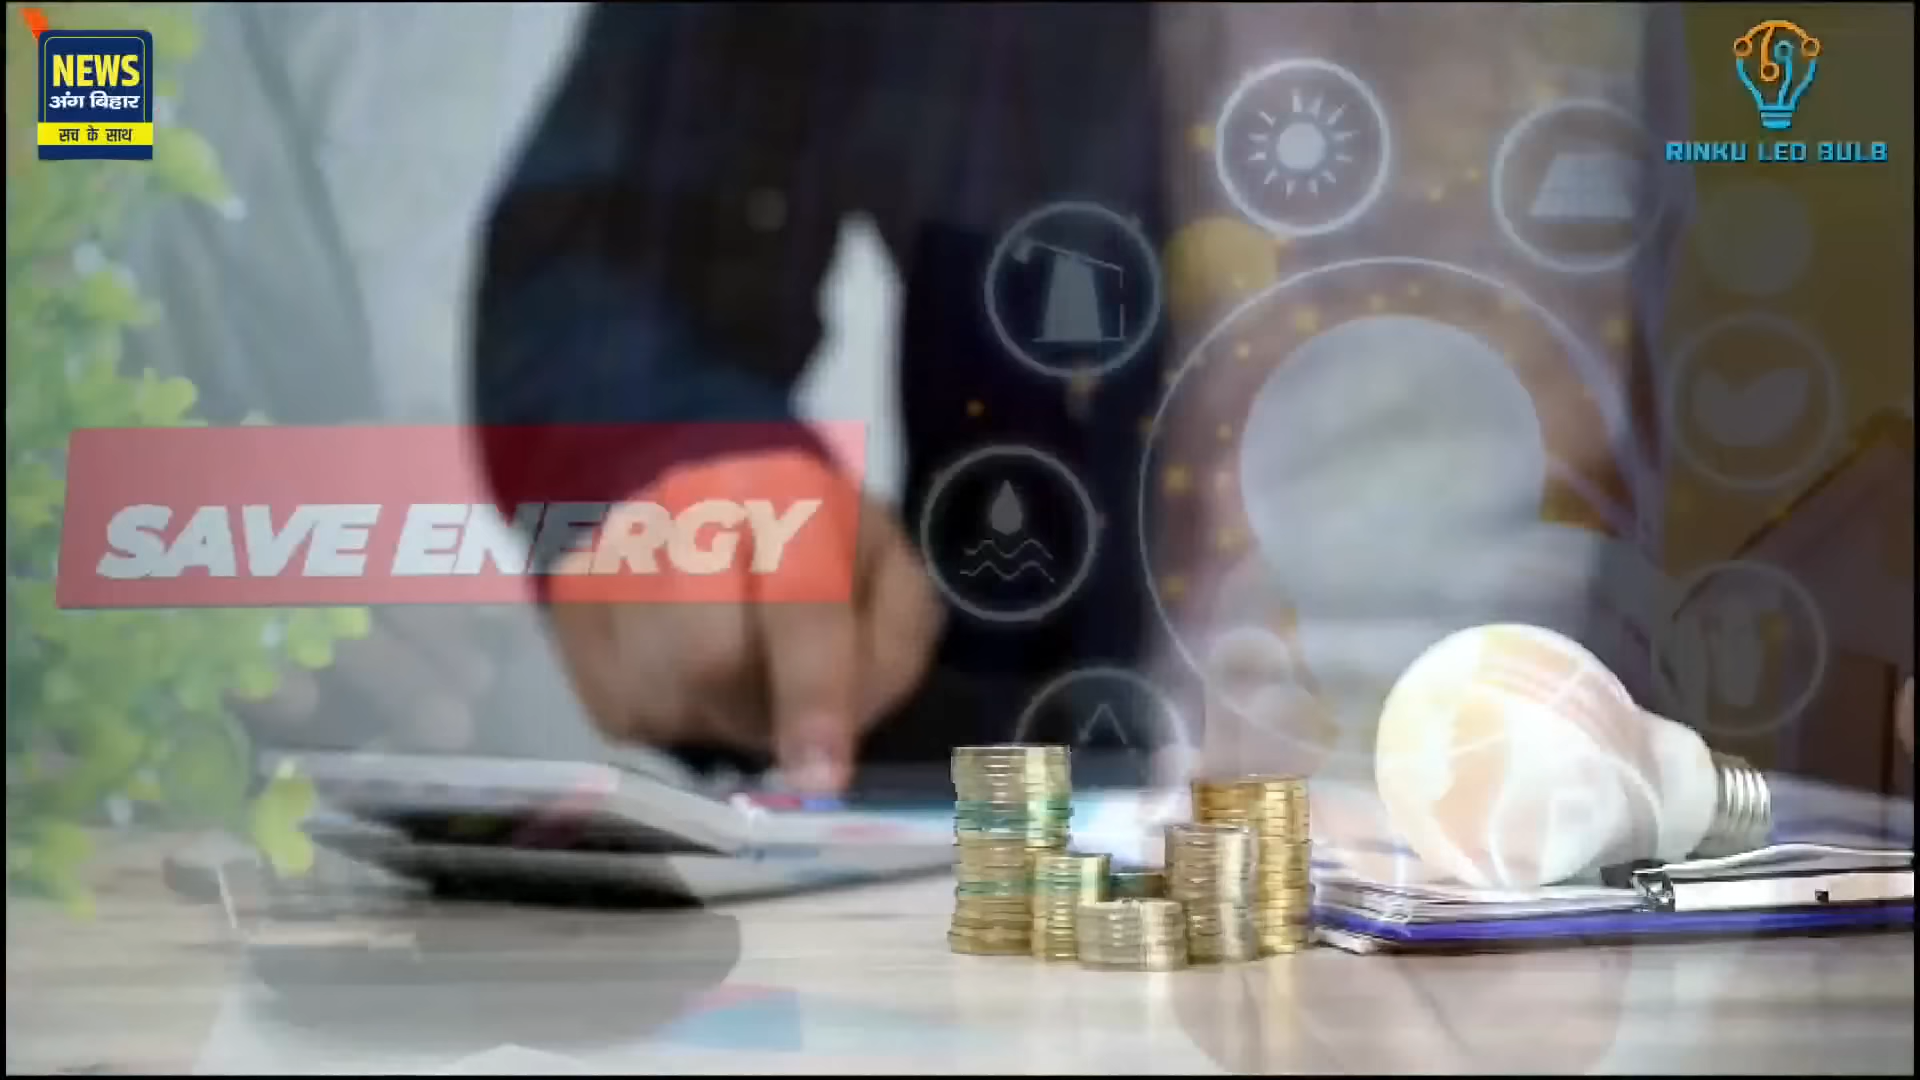 NEWS
अंग बिहार
सच के साथ
RINKU LED BULB
SAVE ENERGY